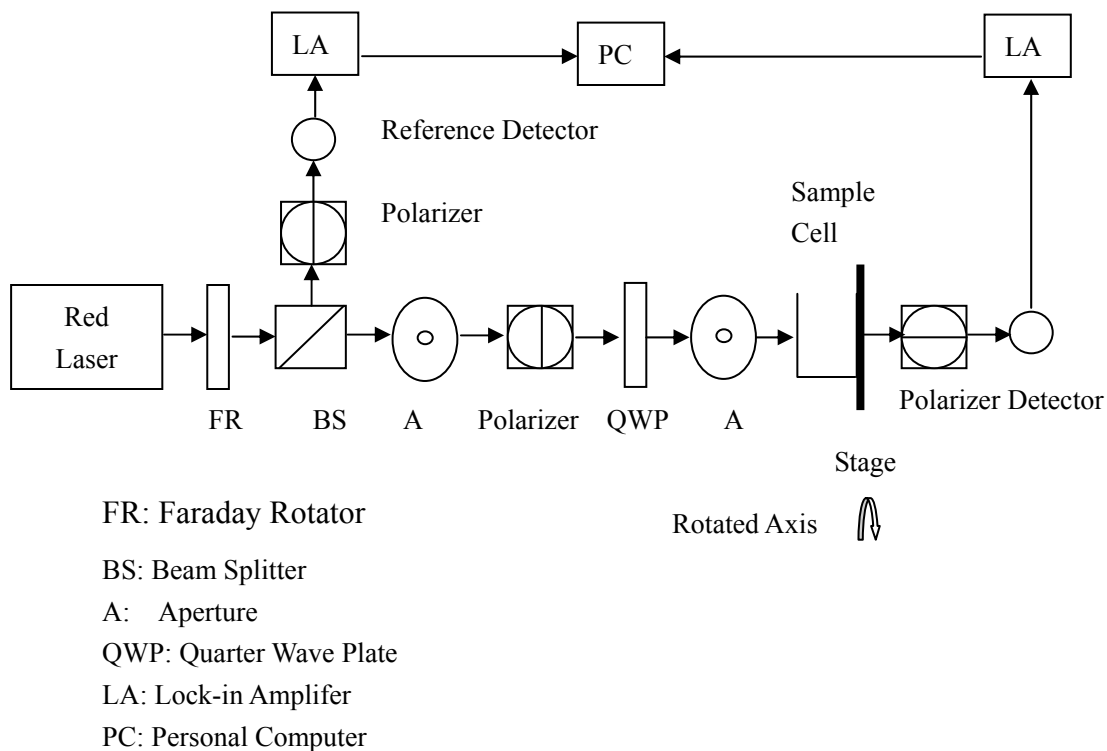 LA
PC
LA
Reference Detector
Polarizer
Sample
Cell
Red
Laser
FR
BS
A
Polarizer
QWP
A
Polarizer Detector
Stage
Rotated Axis
FR: Faraday Rotator
BS: Beam Splitter
A: Aperture
QWP: Quarter Wave Plate
LA: Lock-in Amplifer
PC: Personal Computer